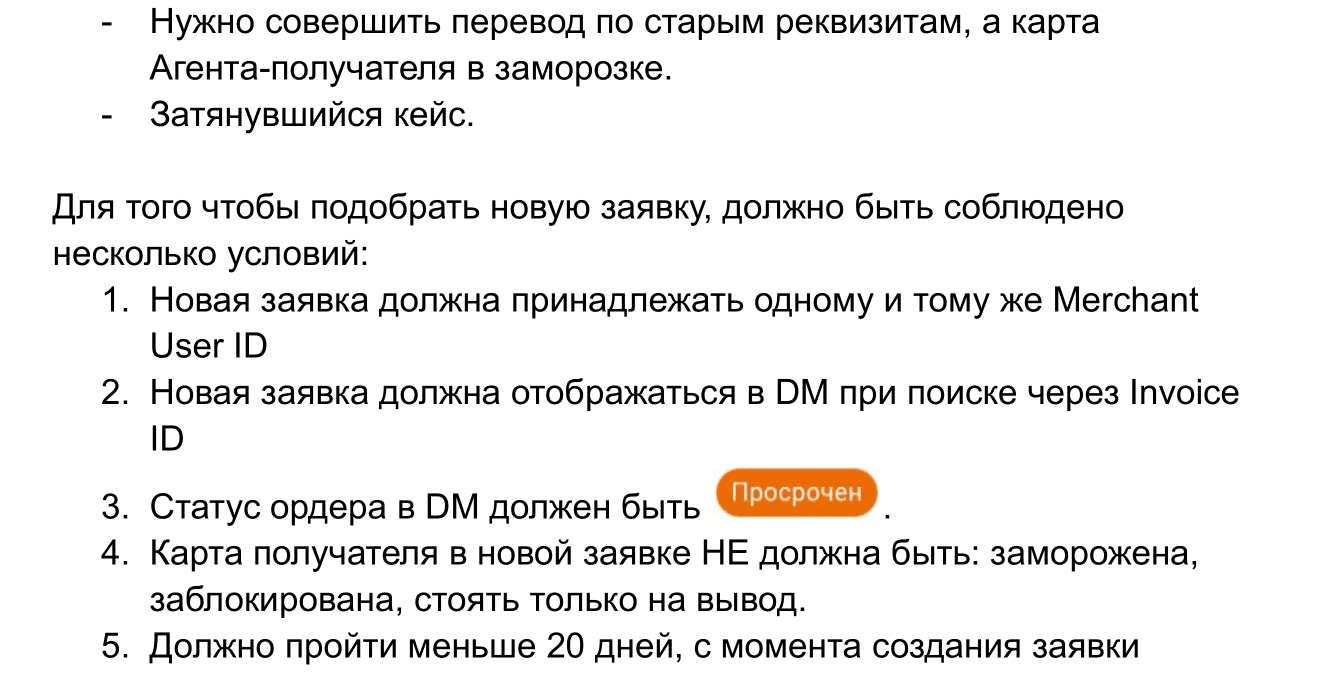 - Нужно совершить перевод по старым реквизитам, а карта
Агента-получателя в заморозке.
- Затянувшийся кейс.
Для того чтобы подобрать новую заявку, должно быть соблюдено
несколько условий:
1. Новая заявка должна принадлежать одному и тому же Merchant
User ID
2. Новая заявка должна отображаться в DM при поиске через Invoice
ID
3. Статус ордера в DM должен быть Просрочен .
4. Карта получателя в новой заявке НЕ должна быть: заморожена,
заблокирована, стоять только на вывод.
5. Должно пройти меньше 20 дней, с момента создания заявки